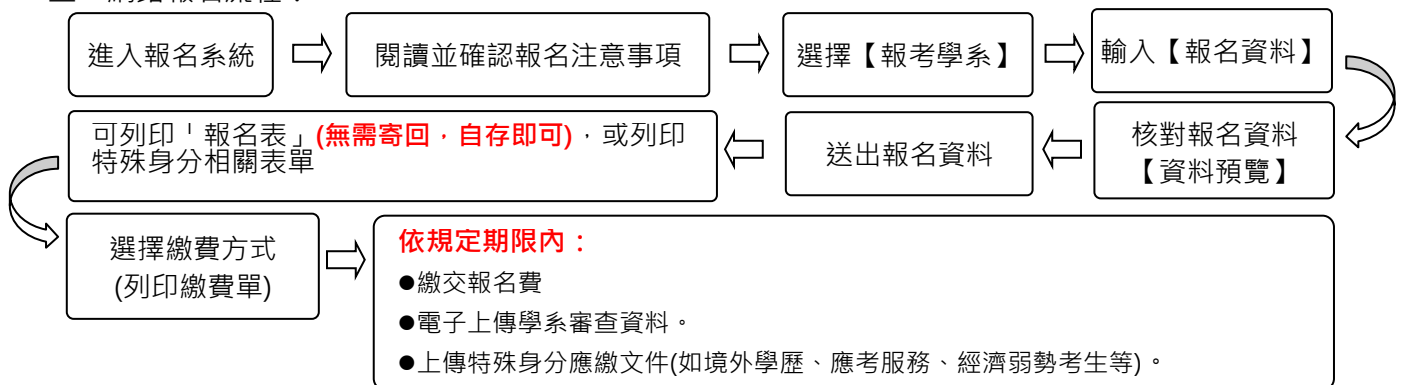 進入報名系統
閱讀並確認報名注意事項
選擇【報考學系】
輸入【報名資料】
核對報名資料
【資料預覽】
送出報名資料
可列印「報名表」(無需寄回，自存即可)，或列印
特殊身分相關表單
選擇繳費方式
(列印繳費單)
依規定期限內：
●繳交報名費
●電子上傳學系審查資料。
●上傳特殊身分應繳文件(如境外學歷、應考服務、經濟弱勢考生等)。